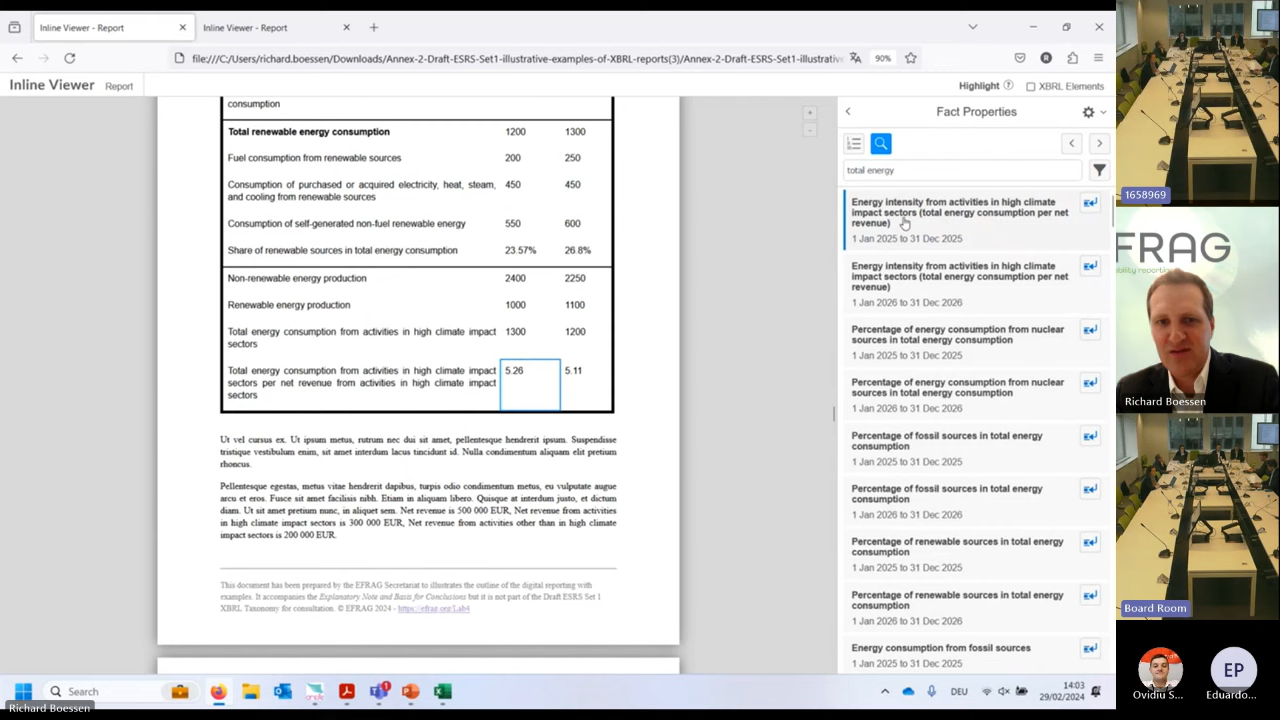 Inline Viewer - Report
Inline Viewer - Report
file:///C:/Users/richard.boessen/Downloads/Annex-2-Draft-ESRS-Set1-illustrative-examples-of-XBRL-reports(3)/Annex-2-Draft-ESRS-Set1-illustrative
90%
Inline Viewer Report
Highlight
XBRL Elements
consumption
Total renewable energy consumption 1200 1300
Fuel consumption from renewable sources 200 250
Consumption of purchased or acquired electricity, heat, steam, 450 450
and cooling from renewable sources
Consumption of self-generated non-fuel renewable energy 550 600
Share of renewable sources in total energy consumption 23.57% 26.8%
Non-renewable energy production 2400 2250
Renewable energy production 1000 1100
Total energy consumption from activities in high climate impact 1300 1200
sectors
Total energy consumption from activities in high climate impact 5.26 5.11
sectors per net revenue from activities in high climate impact
sectors
Ut vel cursus ex. Ut ipsum metus, rutrum nec dui sit amet, pellentesque hendrerit ipsum. Suspendisse
tristique vestibulum enim, sit amet interdum lacus tincidunt id. Nulla condimentum aliquam elit pretium
rhoncus.
Pellentesque egestas, metus vitae hendrerit dapibus, turpis odio condimentum metus, eu vulputate augue
arcu et eros. Fusce sit amet facilisis nibh. Etiam in aliquam libero. Quisque at interdum justo, et dictum
diam. Ut sit amet pretium nunc, in aliquet sem. Net revenue is 500 000 EUR, Net revenue from activities
in high climate impact sectors is 300 000 EUR, Net revenue from activities other than in high climate
impact sectors is 200 000 EUR.
This document has been prepared by the EFRAG Secretariat to illustrates the outline of the digital reporting with
examples. It accompanies the Explanatory Note and Basis for Conclusions but it is not part of the Draft ESRS Set 1
XBRL Taxonomy for consultation. © EFRAG 2024 - https://efrag.org/Lab4
Fact Properties
total energy
Energy intensity from activities in high climate
impact sectors (total energy consumption per net
revenue)
1 Jan 2025 to 31 Dec 2025
Energy intensity from activities in high climate
impact sectors (total energy consumption per net
revenue)
1 Jan 2026 to 31 Dec 2026
Percentage of energy consumption from nuclear
sources in total energy consumption
1 Jan 2025 to 31 Dec 2025
Percentage of energy consumption from nuclear
sources in total energy consumption
1 Jan 2026 to 31 Dec 2026
Percentage of fossil sources in total energy
consumption
1 Jan 2025 to 31 Dec 2025
Percentage of fossil sources in total energy
consumption
1 Jan 2026 to 31 Dec 2026
Percentage of renewable sources in total energy
consumption
1 Jan 2025 to 31 Dec 2025
Percentage of renewable sources in total energy
consumption
1 Jan 2026 to 31 Dec 2026
Energy consumption from fossil sources
1 Jan 2025 to 31 Dec 2025
1658969
FRAG
Richard Boessen
Board Room
EP
Ovidiu S...
Eduardo...
Search
DEU
14:03
29/02/2024
Richard Boessen